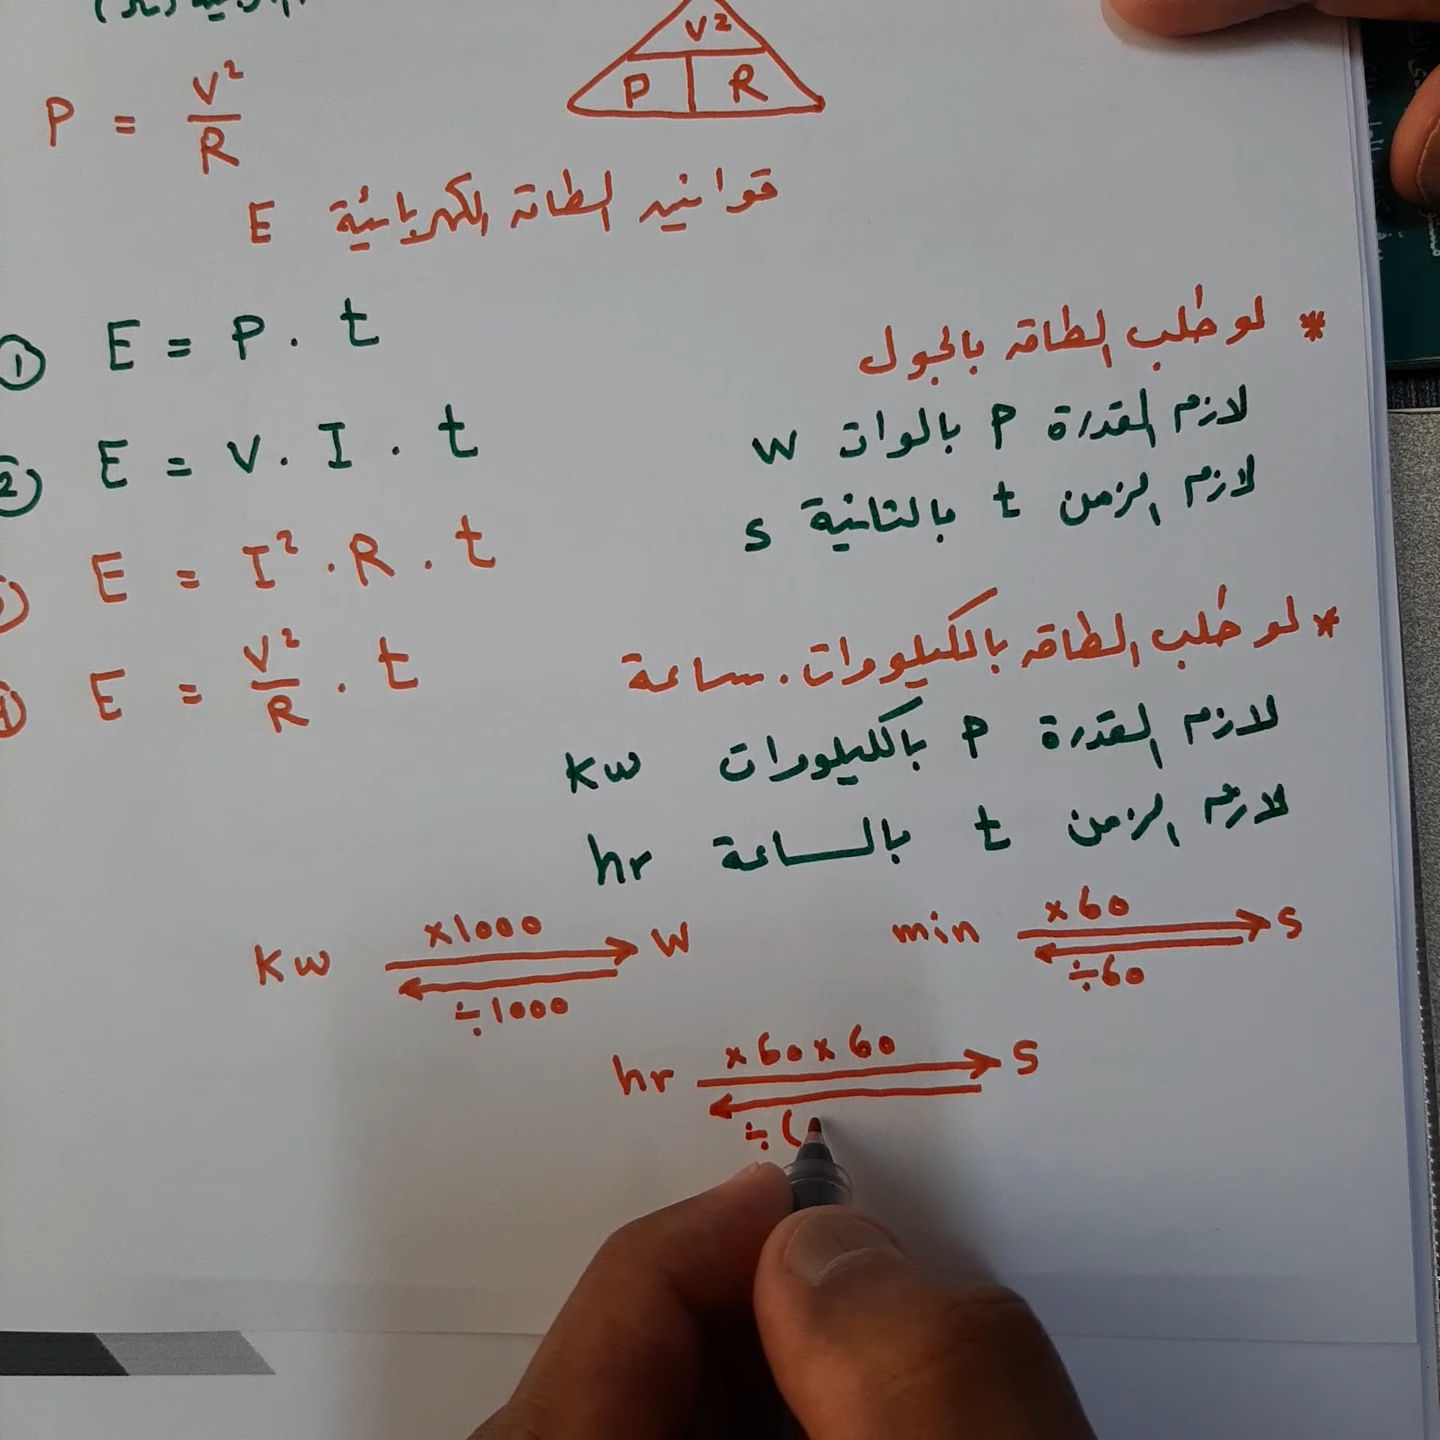 V²
P R
P = V²/R
قوانين الطاقة الكهربائية E
① E = P . t
② E = V . I . t
E = I² . R . t
E = V²/R . t
* لو طلب الطاقة بالجول
لازم القدرة P بالوات W
لازم الزمن t بالثانية s
* لو طلب الطاقة بالكيلووات . ساعة
لازم القدرة P بالكيلووات Kw
لازم الزمن t بالساعة hr
Kw ×1000 W
÷1000
min ×60 S
÷60
hr ×60×60 S
÷(